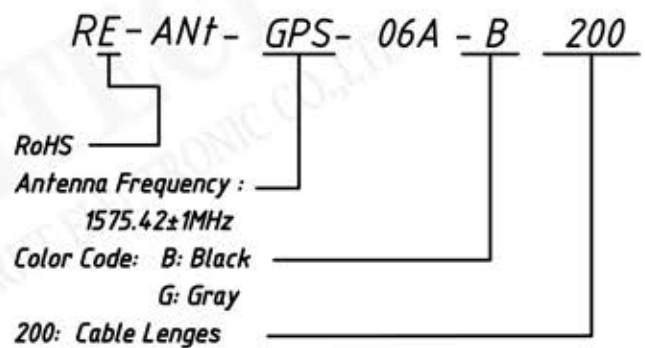 RE-ANt-GPS-06A-B 200
RoHS
Antenna Frequency :
1575.42±1MHz
Color Code: B: Black
G: Gray
200: Cable Lenges